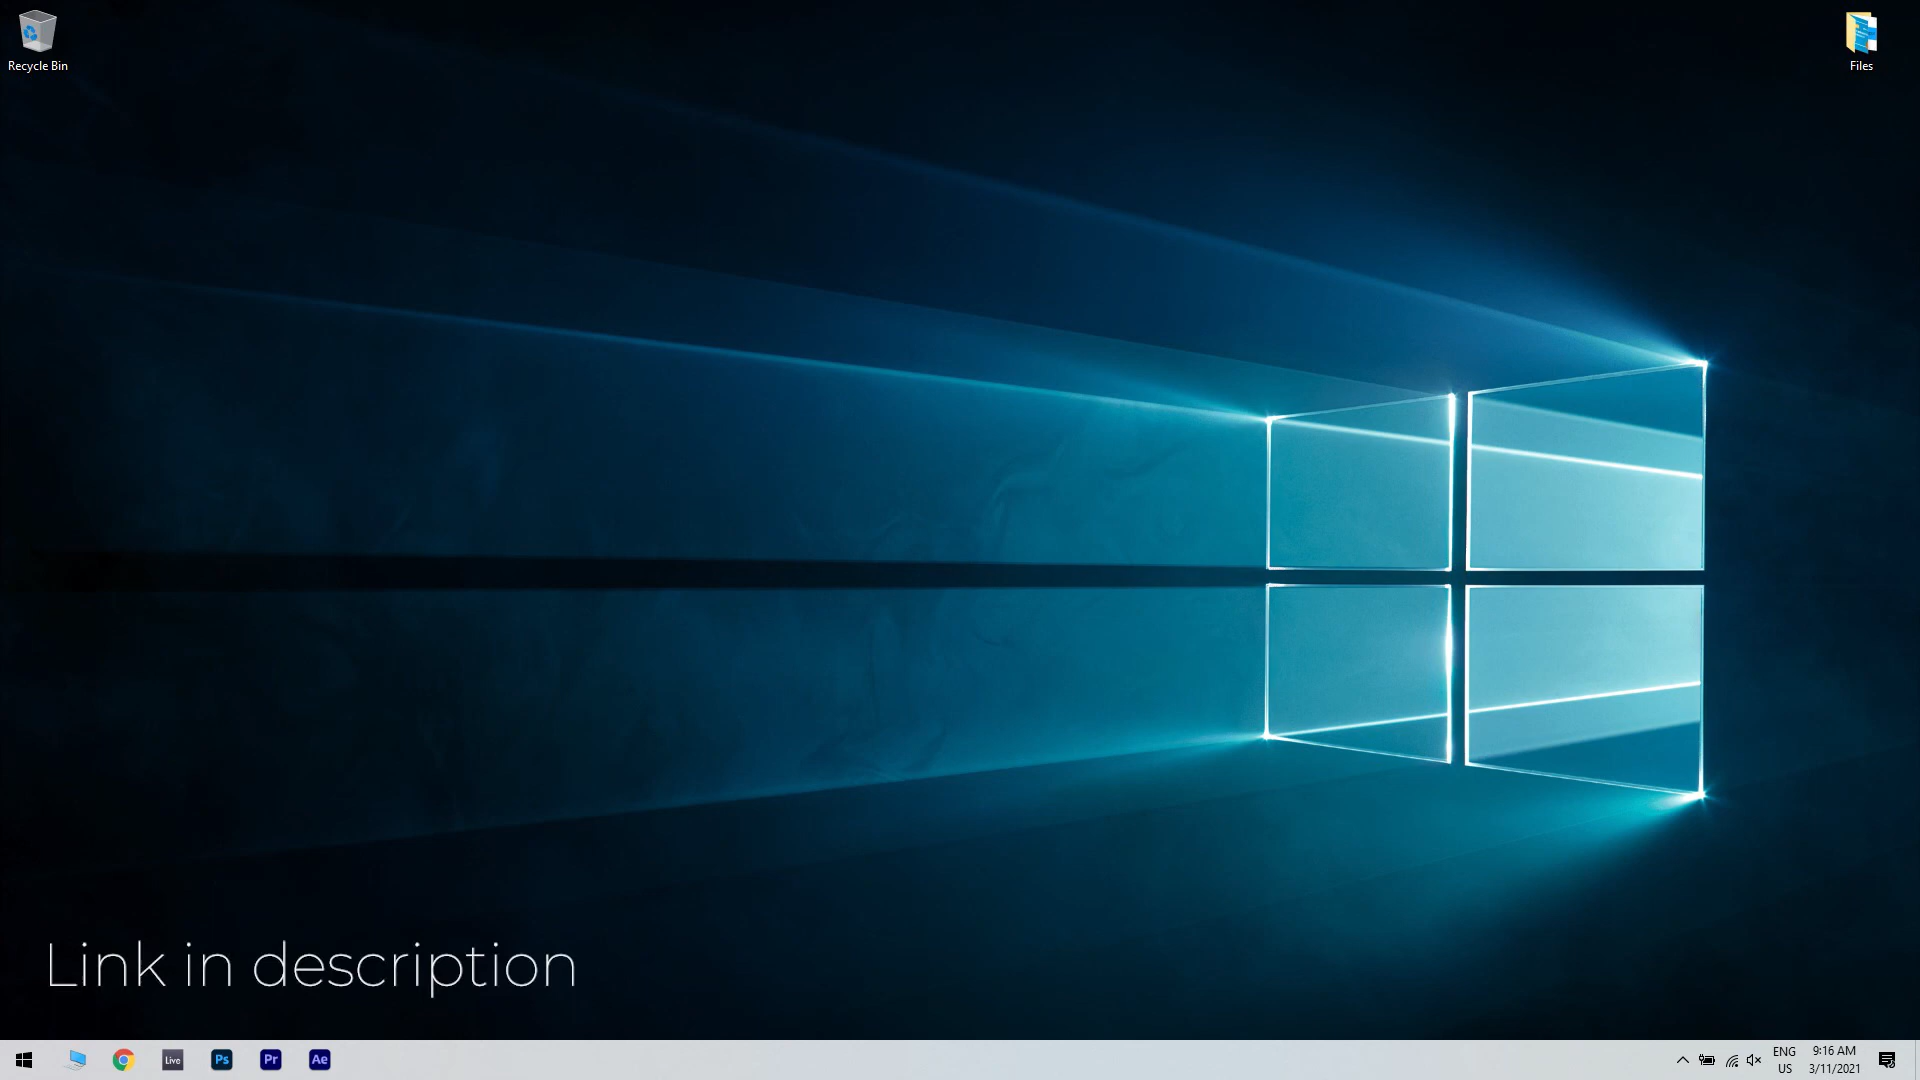 Recycle Bin
Files
Link in description
Live
Ps
Pr
Ae
ENG
US
9:16 AM
3/11/2021